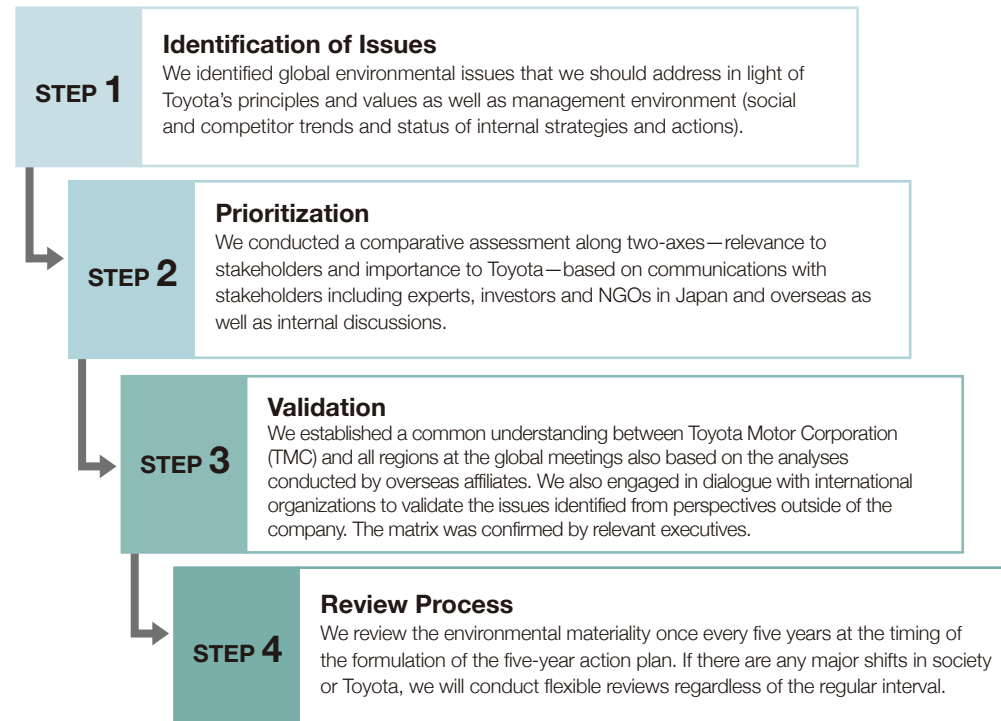 STEP 1
Identification of Issues
We identified global environmental issues that we should address in light of
Toyota’s principles and values as well as management environment (social
and competitor trends and status of internal strategies and actions).
STEP 2
Prioritization
We conducted a comparative assessment along two-axes—relevance to
stakeholders and importance to Toyota—based on communications with
stakeholders including experts, investors and NGOs in Japan and overseas as
well as internal discussions.
STEP 3
Validation
We established a common understanding between Toyota Motor Corporation
(TMC) and all regions at the global meetings also based on the analyses
conducted by overseas affiliates. We also engaged in dialogue with international
organizations to validate the issues identified from perspectives outside of the
company. The matrix was confirmed by relevant executives.
STEP 4
Review Process
We review the environmental materiality once every five years at the timing of
the formulation of the five-year action plan. If there are any major shifts in society
or Toyota, we will conduct flexible reviews regardless of the regular interval.